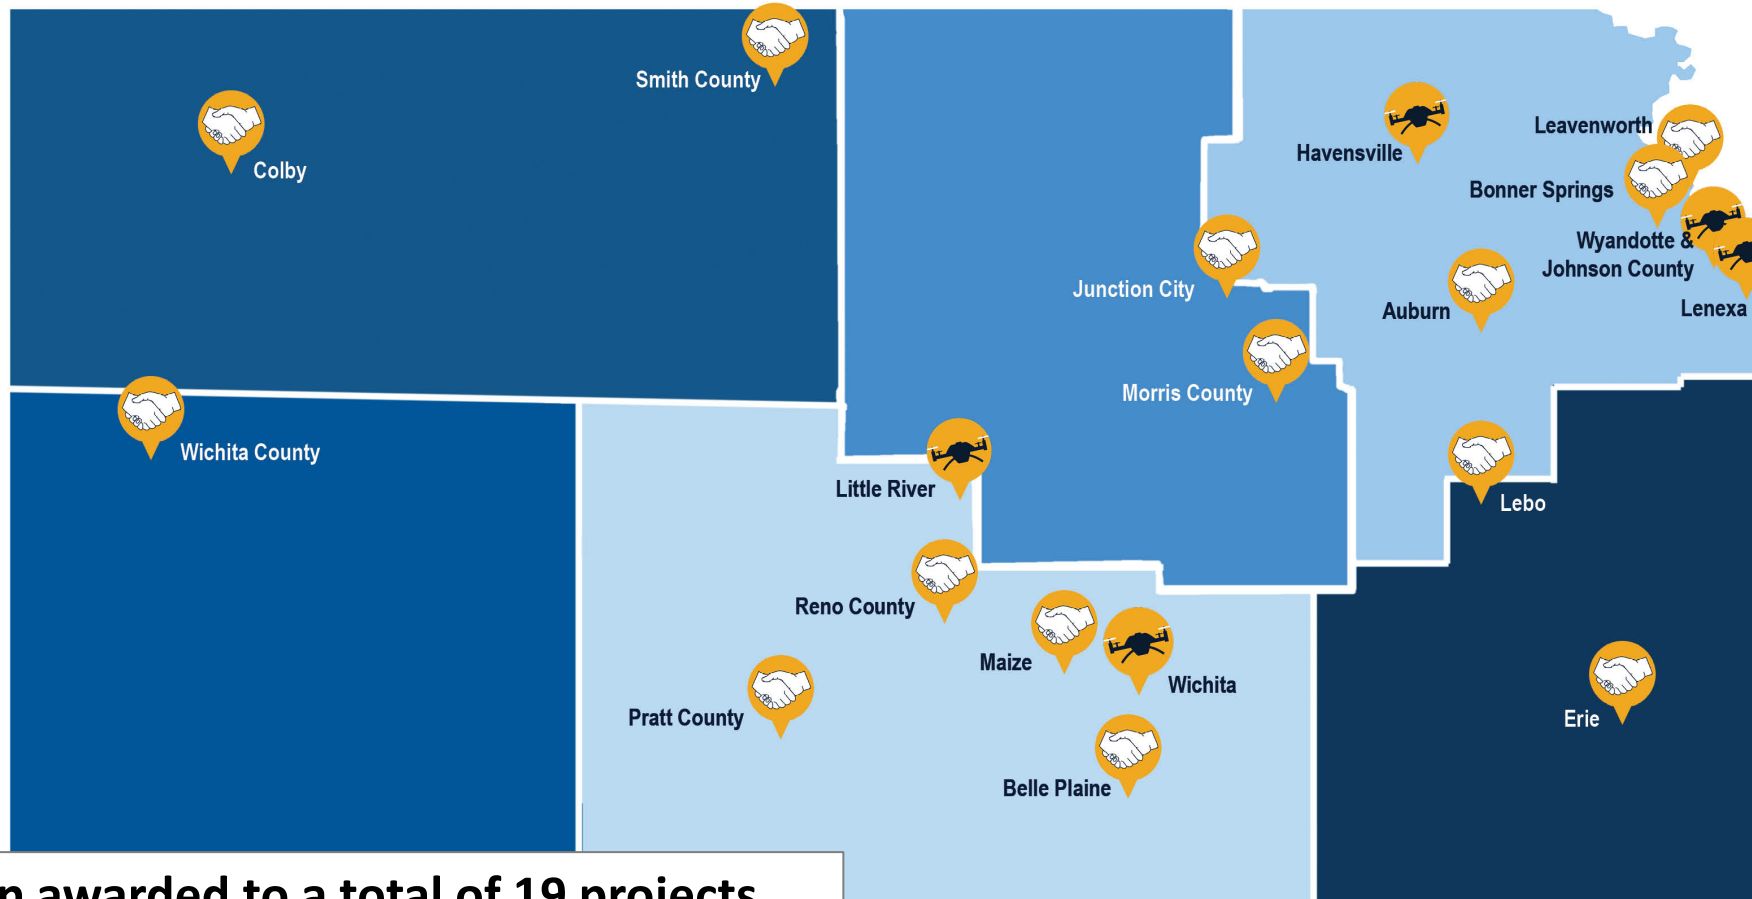 Smith County
Colby
Leavenworth
Havensville
Bonner Springs
Wyandotte &
Johnson County
Junction City
Auburn
Lenexa
Morris County
Wichita County
Little River
Lebo
Reno County
Maize
Wichita
Pratt County
Erie
Belle Plaine
awarded to a total of 19 projects